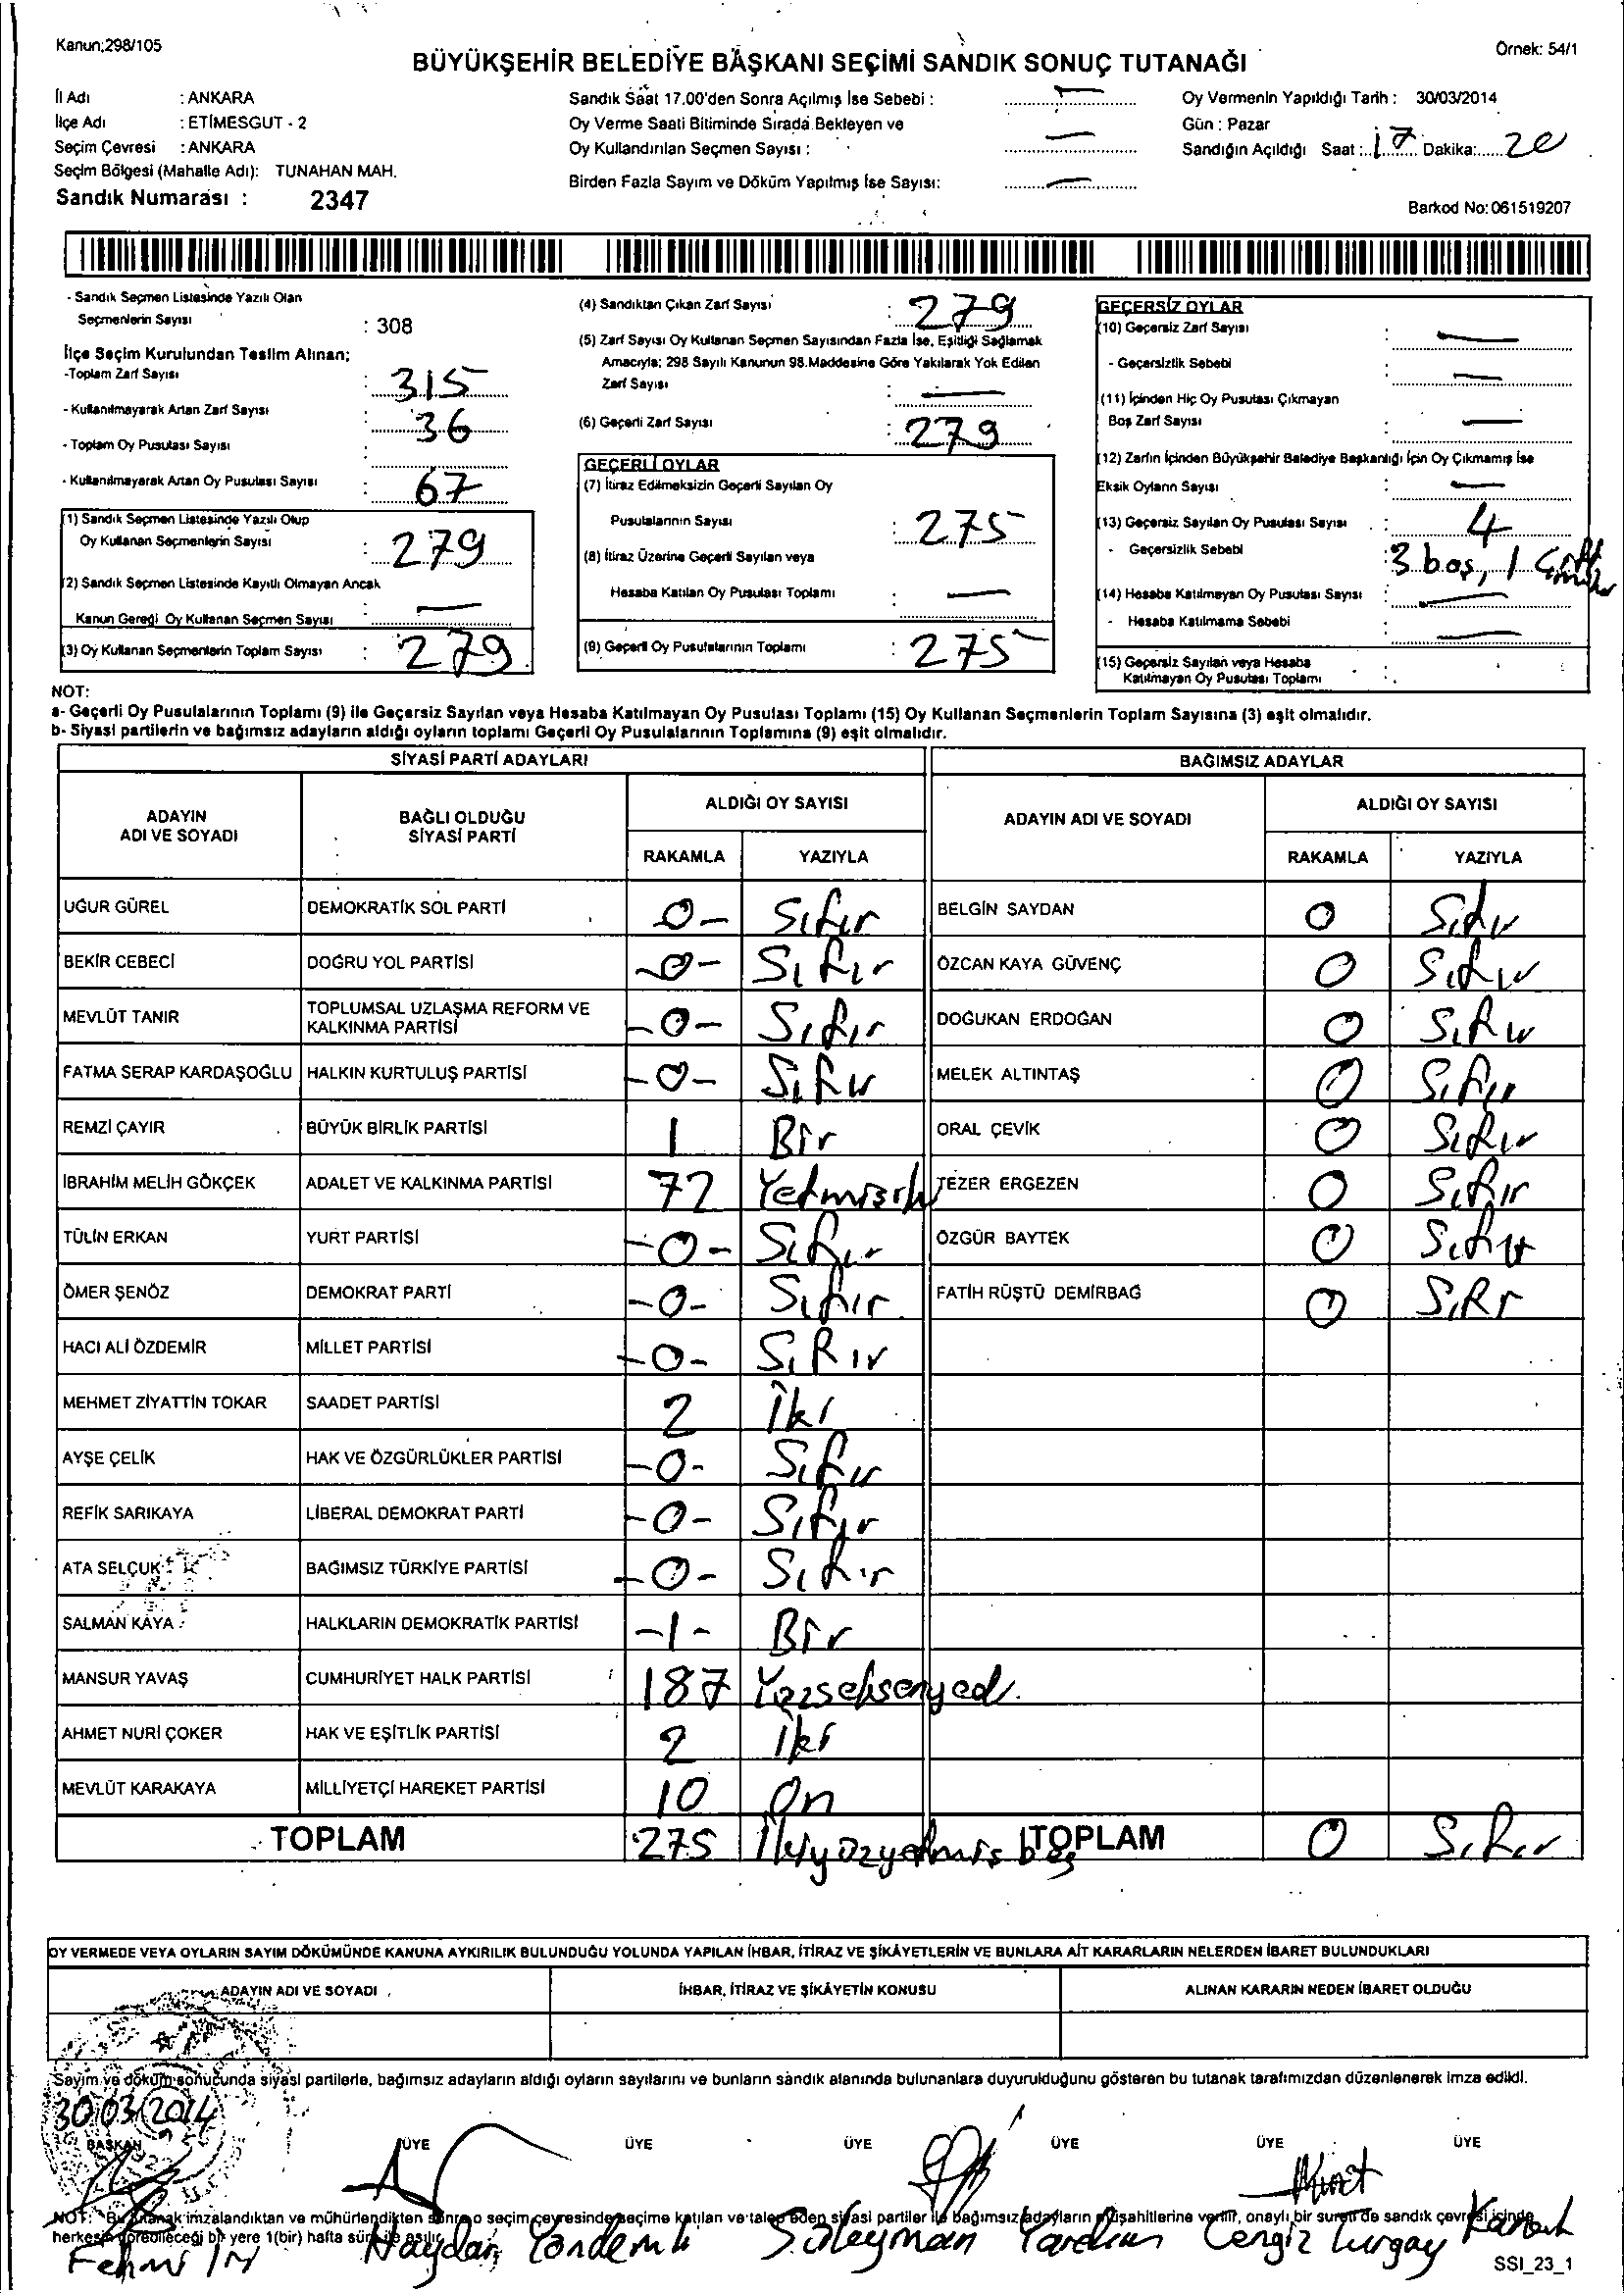 Kanun;298/105
Örnek: 54/1
BÜYÜKŞEHİR BELEDİYE BAŞKANI SEÇİMİ SANDIK SONUÇ TUTANAĞI
İl Adı : ANKARA
İlçe Adı : ETİMESGUT - 2
Seçim Çevresi : ANKARA
Seçim Bölgesi (Mahalle Adı): TUNAHAN MAH.
Sandık Numarası : 2347
Sandık Saat 17.00'den Sonra Açılmış İse Sebebi : —
Oy Verme Saati Bitiminde Sırada Bekleyen ve
Oy Kullandırılan Seçmen Sayısı : —
Birden Fazla Sayım ve Döküm Yapılmış İse Sayısı: —
Oy Vermenin Yapıldığı Tarih : 30/03/2014
Gün : Pazar
Sandığın Açıldığı Saat : 17 Dakika: 20
Barkod No: 061519207
- Sandık Seçmen Listesinde Yazılı Olan
Seçmenlerin Sayısı : 308
İlçe Seçim Kurulundan Teslim Alınan;
-Toplam Zarf Sayısı : 315
- Kullanılmayarak Artan Zarf Sayısı : 36
- Toplam Oy Pusulası Sayısı :
- Kullanılmayarak Artan Oy Pusulası Sayısı : 67
(1) Sandık Seçmen Listesinde Yazılı Olup
Oy Kullanan Seçmenlerin Sayısı : 279
(2) Sandık Seçmen Listesinde Kayıtlı Olmayan Ancak
Kanun Gereği Oy Kullanan Seçmen Sayısı : —
(3) Oy Kullanan Seçmenlerin Toplam Sayısı : 279
(4) Sandıktan Çıkan Zarf Sayısı : 279
(5) Zarf Sayısı Oy Kullanan Seçmen Sayısından Fazla İse, Eşitliği Sağlamak
Amacıyla; 298 Sayılı Kanunun 98.Maddesine Göre Yakılarak Yok Edilen
Zarf Sayısı : —
(6) Geçerli Zarf Sayısı : 279
GEÇERLİ OYLAR
(7) İtiraz Edilmeksizin Geçerli Sayılan Oy
Pusulalarının Sayısı : 275
(8) İtiraz Üzerine Geçerli Sayılan veya
Hesaba Katılan Oy Pusulası Toplamı : —
(9) Geçerli Oy Pusulalarının Toplamı : 275
GEÇERSİZ OYLAR
(10) Geçersiz Zarf Sayısı : —
- Geçersizlik Sebebi : —
(11) İçinden Hiç Oy Pusulası Çıkmayan
Boş Zarf Sayısı : —
(12) Zarfın İçinden Büyükşehir Belediye Başkanlığı İçin Oy Çıkmamış İse
Eksik Oyların Sayısı : —
(13) Geçersiz Sayılan Oy Pusulası Sayısı : 4
- Geçersizlik Sebebi : 3 boş, 1 Çift mühür
(14) Hesaba Katılmayan Oy Pusulası Sayısı : —
- Hesaba Katılmama Sebebi : —
(15) Geçersiz Sayılan veya Hesaba
Katılmayan Oy Pusulası Toplamı :
NOT:
a- Geçerli Oy Pusulalarının Toplamı (9) ile Geçersiz Sayılan veya Hesaba Katılmayan Oy Pusulası Toplamı (15) Oy Kullanan Seçmenlerin Toplam Sayısına (3) eşit olmalıdır.
b- Siyasi partilerin ve bağımsız adayların aldığı oyların toplamı Geçerli Oy Pusulalarının Toplamına (9) eşit olmalıdır.
SİYASİ PARTİ ADAYLARI
BAĞIMSIZ ADAYLAR
ADAYIN ADI VE SOYADI
BAĞLI OLDUĞU SİYASİ PARTİ
ALDIĞI OY SAYISI
RAKAMLA YAZIYLA
ADAYIN ADI VE SOYADI
ALDIĞI OY SAYISI
RAKAMLA YAZIYLA
UĞUR GÜREL DEMOKRATİK SOL PARTİ -0- Sıfır BELGİN SAYDAN 0 Sıfır
BEKİR CEBECİ DOĞRU YOL PARTİSİ -0- Sıfır ÖZCAN KAYA GÜVENÇ 0 Sıfır
MEVLÜT TANIR TOPLUMSAL UZLAŞMA REFORM VE KALKINMA PARTİSİ -0- Sıfır DOĞUKAN ERDOĞAN 0 Sıfır
FATMA SERAP KARDAŞOĞLU HALKIN KURTULUŞ PARTİSİ -0- Sıfır MELEK ALTINTAŞ 0 Sıfır
REMZİ ÇAYIR BÜYÜK BİRLİK PARTİSİ 1 Bir ORAL ÇEVİK 0 Sıfır
İBRAHİM MELİH GÖKÇEK ADALET VE KALKINMA PARTİSİ 72 Yetmişiki TEZER ERGEZEN 0 Sıfır
TÜLİN ERKAN YURT PARTİSİ -0- Sıfır ÖZGÜR BAYTEK 0 Sıfır
ÖMER ŞENÖZ DEMOKRAT PARTİ -0- Sıfır FATİH RÜŞTÜ DEMİRBAĞ 0 Sıfır
HACI ALİ ÖZDEMİR MİLLET PARTİSİ -0- Sıfır
MEHMET ZİYATTİN TOKAR SAADET PARTİSİ 2 İki
AYŞE ÇELİK HAK VE ÖZGÜRLÜKLER PARTİSİ -0- Sıfır
REFİK SARIKAYA LİBERAL DEMOKRAT PARTİ -0- Sıfır
ATA SELÇUK BAĞIMSIZ TÜRKİYE PARTİSİ -0- Sıfır
SALMAN KAYA HALKLARIN DEMOKRATİK PARTİSİ -1- Bir
MANSUR YAVAŞ CUMHURİYET HALK PARTİSİ 187 Yüzseksenyedi
AHMET NURİ ÇOKER HAK VE EŞİTLİK PARTİSİ 2 İki
MEVLÜT KARAKAYA MİLLİYETÇİ HAREKET PARTİSİ 10 On
TOPLAM 275 İkiyüzyetmiş beş TOPLAM 0 Sıfır
OY VERMEDE VEYA OYLARIN SAYIM DÖKÜMÜNDE KANUNA AYKIRILIK BULUNDUĞU YOLUNDA YAPILAN İHBAR, İTİRAZ VE ŞİKÂYETLERİN VE BUNLARA AİT KARARLARIN NELERDEN İBARET BULUNDUKLARI
ADAYIN ADI VE SOYADI İHBAR, İTİRAZ VE ŞİKÂYETİN KONUSU ALINAN KARARIN NEDEN İBARET OLDUĞU
Sayım ve döküm sonucunda siyasi partilerle, bağımsız adayların aldığı oyların sayılarını ve bunların sandık alanında bulunanlara duyurulduğunu gösteren bu tutanak tarafımızdan düzenlenerek imza edildi.
30/03/2014
BAŞKAN ÜYE ÜYE ÜYE ÜYE ÜYE ÜYE
NOT: Bu tutanak imzalandıktan ve mühürlendikten sonra o seçim çevresinde seçime katılan ve talep eden siyasi partiler ile bağımsız adayların müşahitlerine verilir, onaylı bir sureti de sandık çevresi içinde
herkesin görebileceği bir yere 1(bir) hafta süre ile asılır.
Haydar Süleyman Cengiz Turgay
SSI_23_1